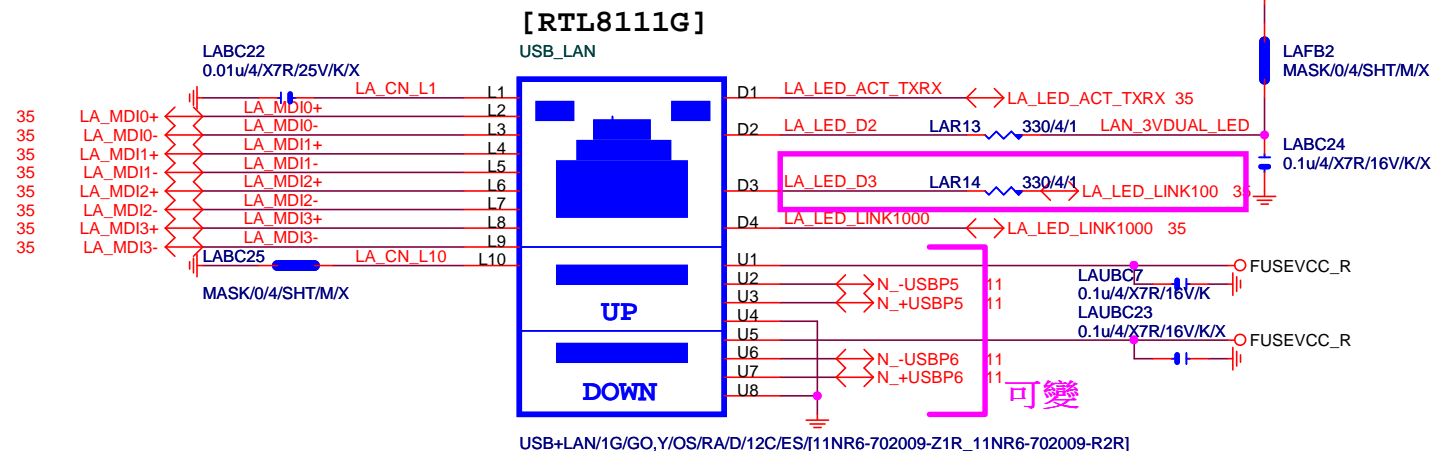 [RTL8111G]
USB_LAN
LABC22
0.01u/4/X7R/25V/K/X
LAFB2
MASK/0/4/SHT/M/X
LA_CN_L1
L1
D1
LA_LED_ACT_TXRX
LA_LED_ACT_TXRX 35
35 LA_MDI0+
LA_MDI0+
L2
35 LA_MDI0-
LA_MDI0-
L3
D2
LA_LED_D2
LAR13
330/4/1
LAN_3VDUAL_LED
35 LA_MDI1+
LA_MDI1+
L4
LABC24
0.1u/4/X7R/16V/K/X
35 LA_MDI1-
LA_MDI1-
L5
35 LA_MDI2+
LA_MDI2+
L6
D3
LA_LED_D3
LAR14
330/4/1
LA_LED_LINK100 35
35 LA_MDI2-
LA_MDI2-
L7
35 LA_MDI3+
LA_MDI3+
L8
D4
LA_LED_LINK1000
LA_LED_LINK1000 35
35 LA_MDI3-
LA_MDI3-
L9
LABC25
LA_CN_L10
L10
MASK/0/4/SHT/M/X
U1
FUSEVCC_R
LAUBC7
0.1u/4/X7R/16V/K
U2
N_-USBP5 11
U3
N_+USBP5 11
UP
U4
LAUBC23
0.1u/4/X7R/16V/K/X
U5
FUSEVCC_R
U6
N_-USBP6 11
U7
N_+USBP6 11
DOWN
U8
可變
USB+LAN/1G/GO,Y/OS/RA/D/12C/ES/[11NR6-702009-Z1R_11NR6-702009-R2R]